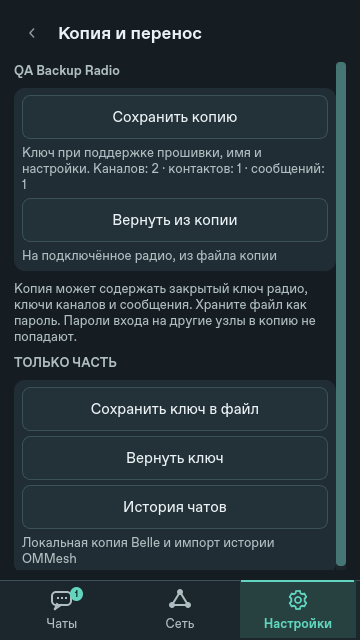 Копия и перенос
QA Backup Radio
Сохранить копию
Ключ при поддержке прошивки, имя и
настройки. Каналов: 2 · контактов: 1 · сообщений:
1
Вернуть из копии
На подключённое радио, из файла копии
Копия может содержать закрытый ключ радио,
ключи каналов и сообщения. Храните файл как
пароль. Пароли входа на другие узлы в копию не
попадают.
ТОЛЬКО ЧАСТЬ
Сохранить ключ в файл
Вернуть ключ
История чатов
Локальная копия Belle и импорт истории
OMMesh
1
Чаты
Сеть
Настройки